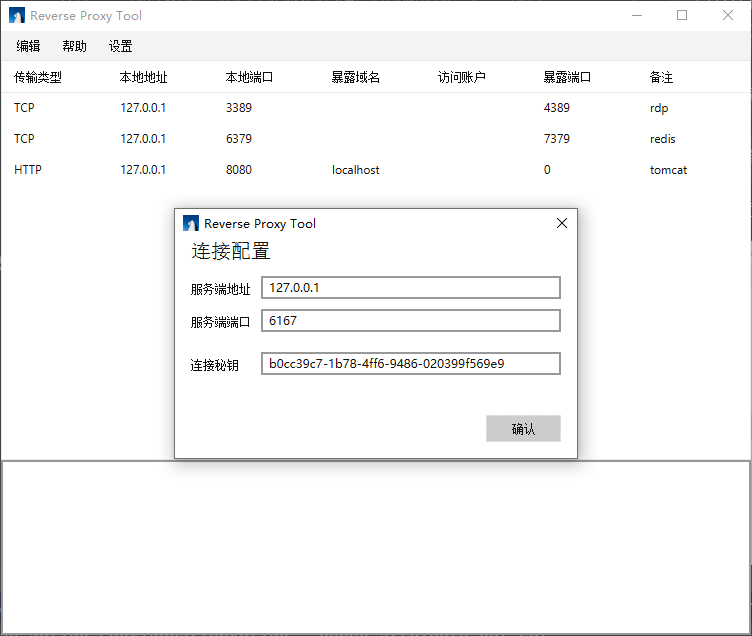 Reverse Proxy Tool
编辑 帮助 设置
传输类型 本地地址 本地端口 暴露域名 访问账户 暴露端口 备注
TCP 127.0.0.1 3389 4389 rdp
TCP 127.0.0.1 6379 7379 redis
HTTP 127.0.0.1 8080 localhost 0 tomcat
Reverse Proxy Tool
连接配置
服务端地址 127.0.0.1
服务端端口 6167
连接秘钥 b0cc39c7-1b78-4ff6-9486-020399f569e9
确认